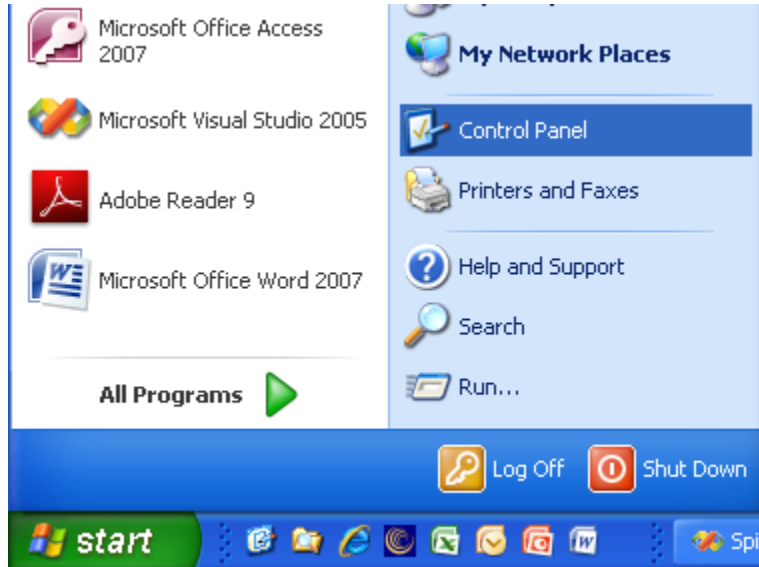 Microsoft Office Access
2007
Microsoft Visual Studio 2005
Adobe Reader 9
Microsoft Office Word 2007
All Programs
My Network Places
Control Panel
Printers and Faxes
Help and Support
Search
Run...
Log Off
Shut Down
start
Spi